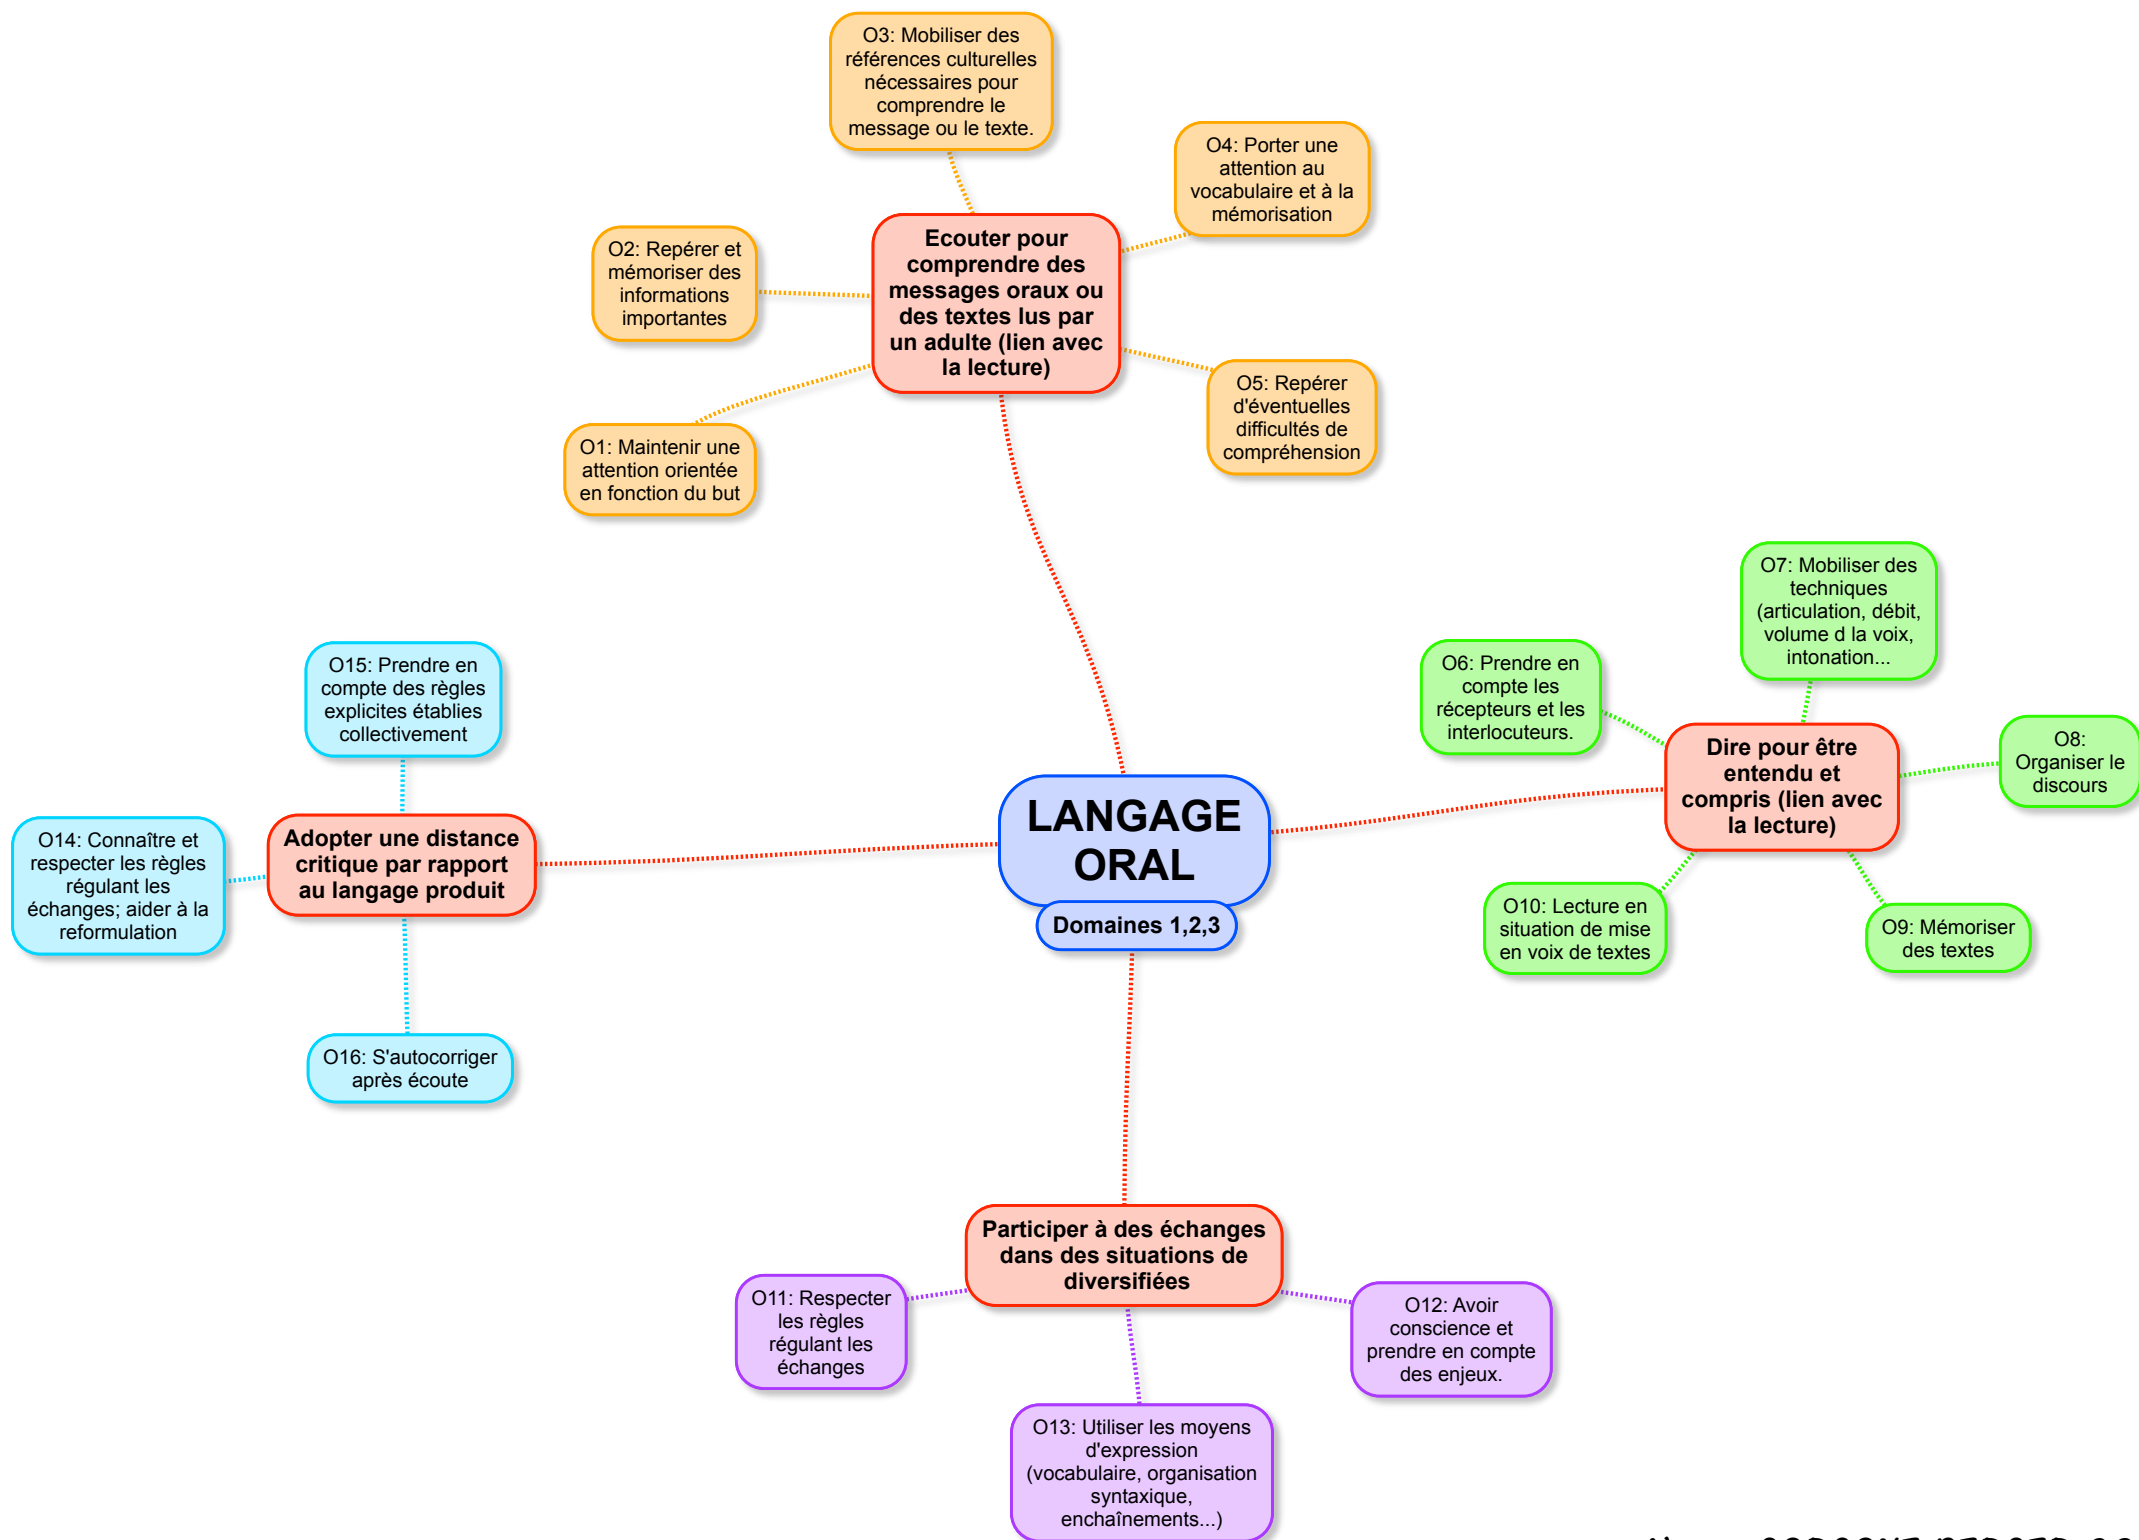 O3: Mobiliser des
références culturelles
nécessaires pour
comprendre le
message ou le texte.
O4: Porter une
attention au
vocabulaire et à la
mémorisation
O2: Repérer et
mémoriser des
informations
importantes
Ecouter pour
comprendre des
messages oraux ou
des textes lus par
un adulte (lien avec
la lecture)
O5: Repérer
d'éventuelles
difficultés de
compréhension
O1: Maintenir une
attention orientée
en fonction du but
O7: Mobiliser des
techniques
(articulation, débit,
volume d la voix,
intonation...
O6: Prendre en
compte les
récepteurs et les
interlocuteurs.
O8:
Organiser le
discours
Dire pour être
entendu et
compris (lien avec
la lecture)
O10: Lecture en
situation de mise
en voix de textes
O9: Mémoriser
des textes
O15: Prendre en
compte des règles
explicites établies
collectivement
O14: Connaître et
respecter les règles
régulant les
échanges; aider à la
reformulation
Adopter une distance
critique par rapport
au langage produit
O16: S'autocorriger
après écoute
LANGAGE
ORAL
Domaines 1,2,3
Participer à des échanges
dans des situations de
diversifiées
O11: Respecter
les règles
régulant les
échanges
O12: Avoir
conscience et
prendre en compte
des enjeux.
O13: Utiliser les moyens
d'expression
(vocabulaire, organisation
syntaxique,
enchaînements...)